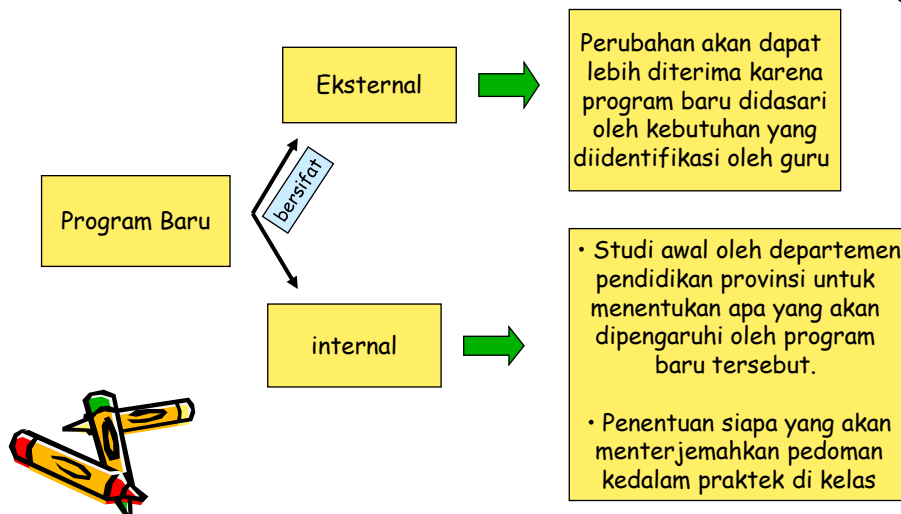 Eksternal
Perubahan akan dapat
lebih diterima karena
program baru didasari
oleh kebutuhan yang
diidentifikasi oleh guru
bersifat
Program Baru
internal
• Studi awal oleh departemen
pendidikan provinsi untuk
menentukan apa yang akan
dipengaruhi oleh program
baru tersebut.
• Penentuan siapa yang akan
menterjemahkan pedoman
kedalam praktek di kelas